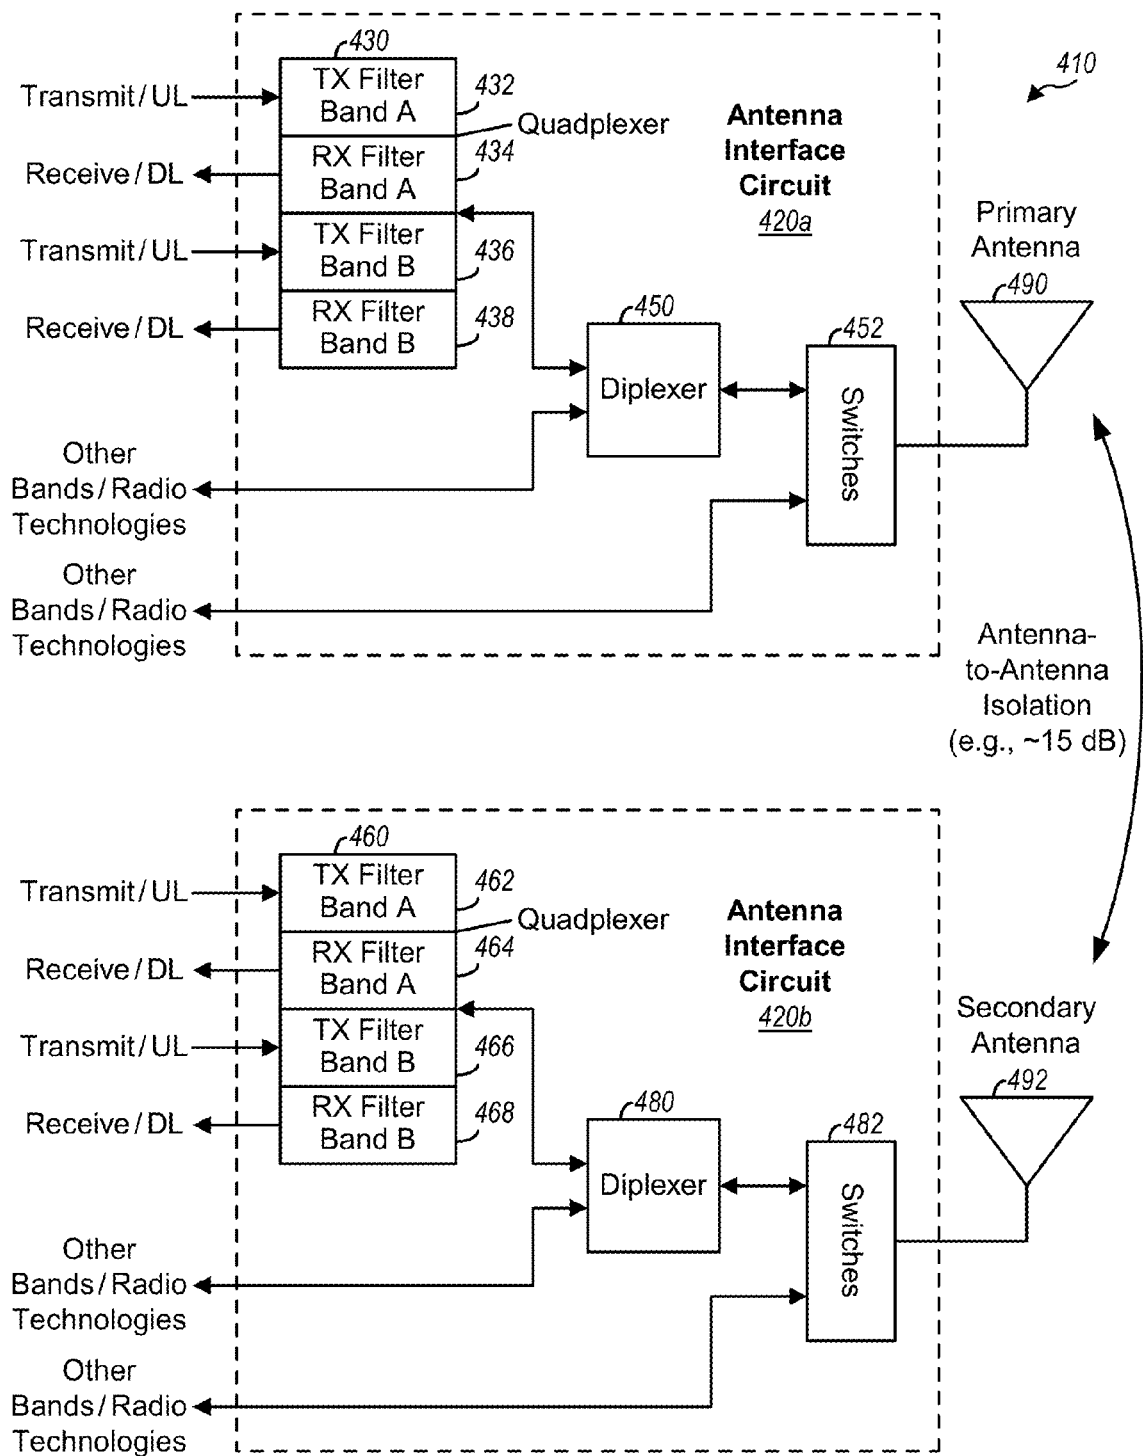 430
410
Transmit/UL
TX Filter
Band A
432
Quadplexer
Antenna
Interface
Circuit
420a
Receive/DL
RX Filter
Band A
434
Transmit/UL
TX Filter
Band B
436
Receive/DL
RX Filter
Band B
438
Primary
Antenna
490
450
Diplexer
452
Switches
Other
Bands/Radio
Technologies
Other
Bands/Radio
Technologies
Antenna-
to-Antenna
Isolation
(e.g., ~15 dB)
460
Transmit/UL
TX Filter
Band A
462
Quadplexer
Antenna
Interface
Circuit
420b
Receive/DL
RX Filter
Band A
464
Transmit/UL
TX Filter
Band B
466
Receive/DL
RX Filter
Band B
468
Secondary
Antenna
492
480
Diplexer
482
Switches
Other
Bands/Radio
Technologies
Other
Bands/Radio
Technologies